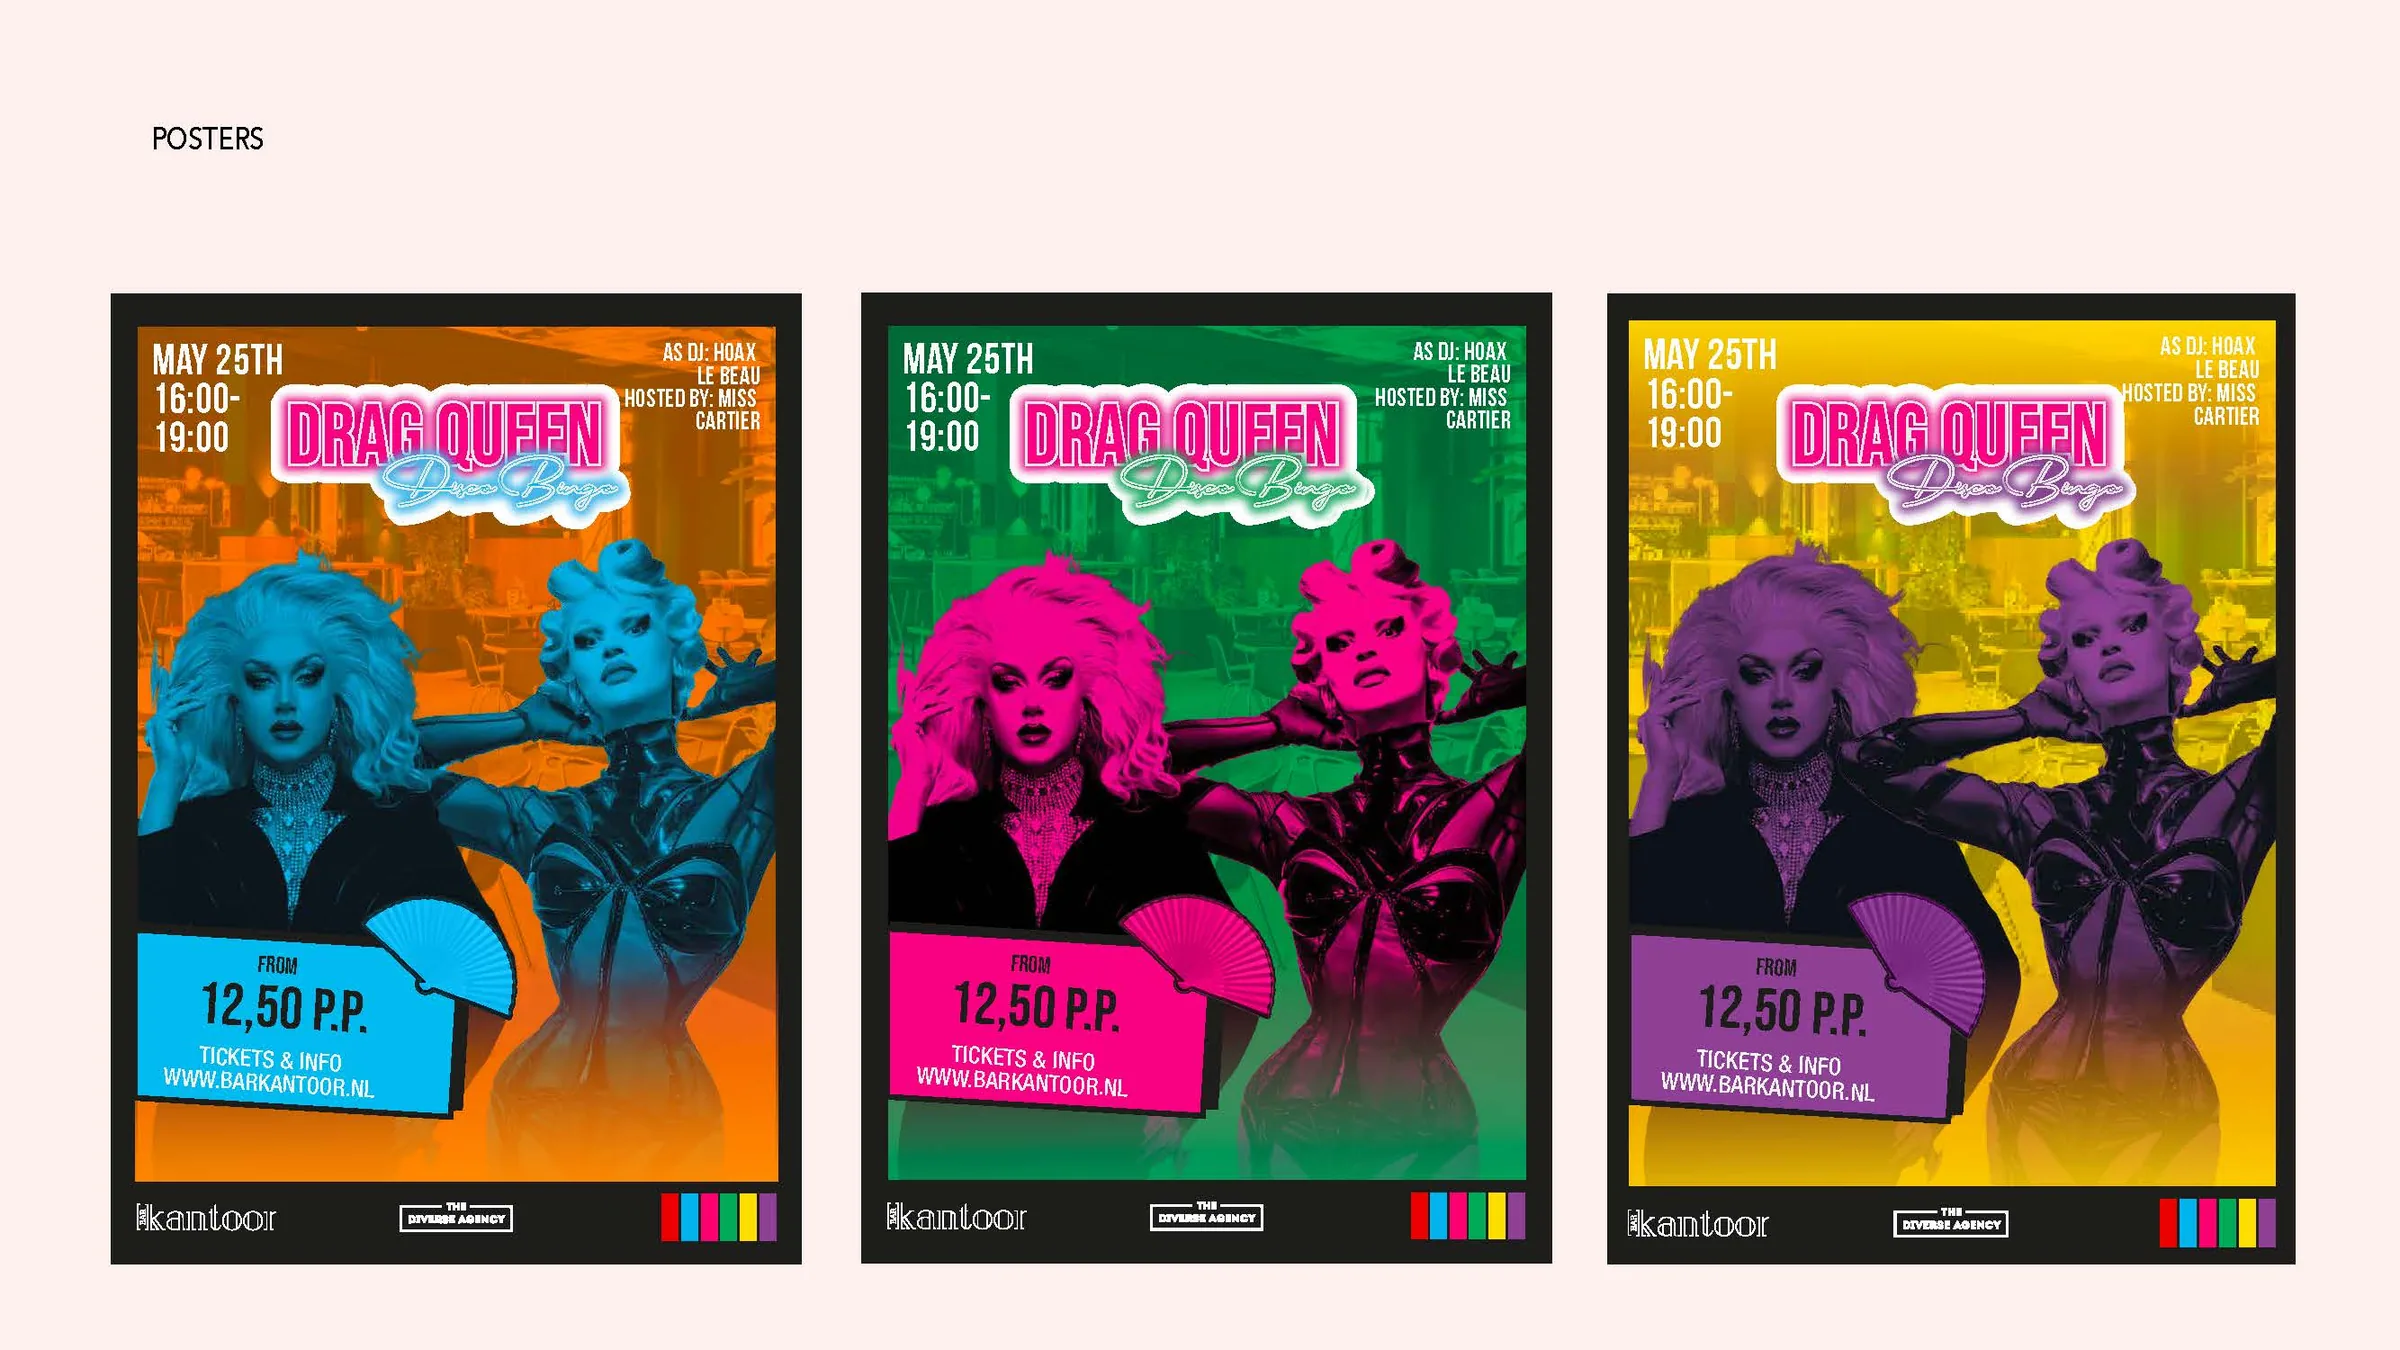 POSTERS
MAY 25TH
16:00-
19:00
AS DJ: HOAX
LE BEAU
HOSTED BY: MISS
CARTIER
DRAG QUEEN
Disco Bingo
FROM
12,50 P.P.
TICKETS & INFO
WWW.BARKANTOOR.NL
BAR
kantoor
THE
DIVERSE AGENCY
MAY 25TH
16:00-
19:00
AS DJ: HOAX
LE BEAU
HOSTED BY: MISS
CARTIER
DRAG QUEEN
Disco Bingo
FROM
12,50 P.P.
TICKETS & INFO
WWW.BARKANTOOR.NL
BAR
kantoor
THE
DIVERSE AGENCY
MAY 25TH
16:00-
19:00
AS DJ: HOAX
LE BEAU
HOSTED BY: MISS
CARTIER
DRAG QUEEN
Disco Bingo
FROM
12,50 P.P.
TICKETS & INFO
WWW.BARKANTOOR.NL
BAR
kantoor
THE
DIVERSE AGENCY